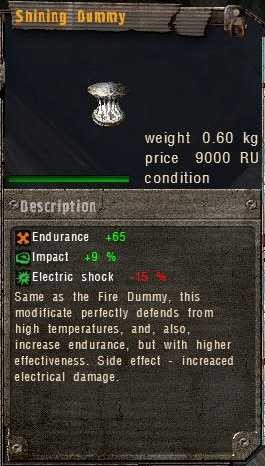 Shining Dummy
weight 0.60 kg
price 9000 RU
condition
Description
Endurance +65
Impact +9 %
Electric shock -15 %
Same as the Fire Dummy, this
modificate perfectly defends from
high temperatures, and, also,
increase endurance, but with higher
effectiveness. Side effect - increaced
electrical damage.